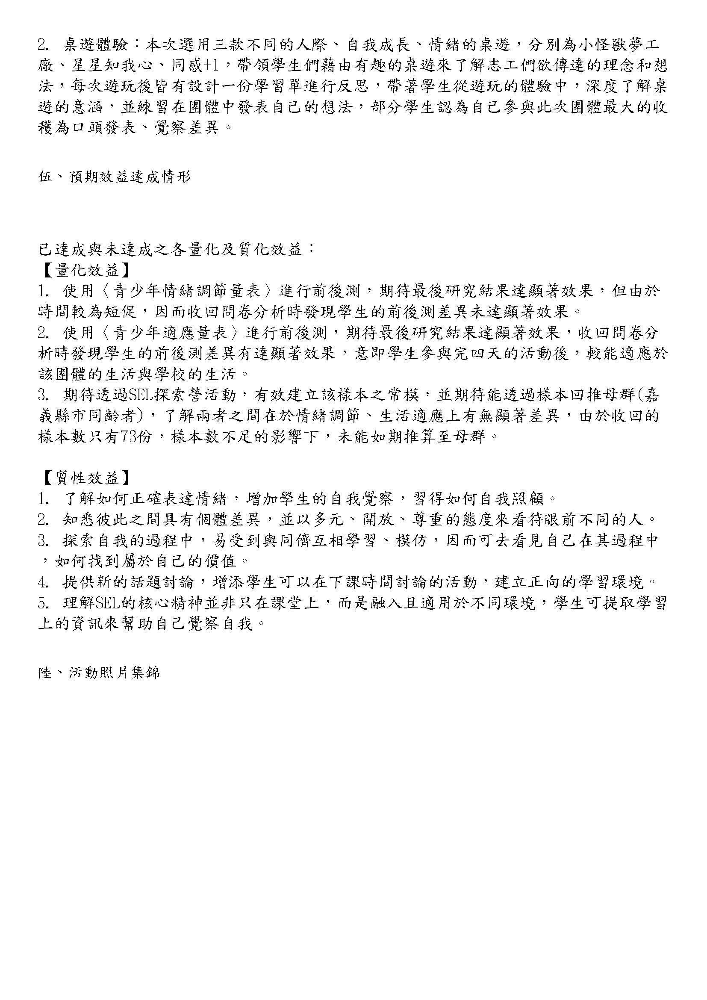 2. 桌遊體驗：本次選用三款不同的人際、自我成長、情緒的桌遊，分別為小怪獸夢工
廠、星星知我心、同感+1，帶領學生們藉由有趣的桌遊來了解志工們欲傳達的理念和想
法，每次遊玩後皆有設計一份學習單進行反思，帶著學生從遊玩的體驗中，深度了解桌
遊的意涵，並練習在團體中發表自己的想法，部分學生認為自己參與此次團體最大的收
穫為口頭發表、覺察差異。
伍、預期效益達成情形
已達成與未達成之各量化及質化效益：
【量化效益】
1. 使用〈青少年情緒調節量表〉進行前後測，期待最後研究結果達顯著效果，但由於
時間較為短促，因而收回問卷分析時發現學生的前後測差異未達顯著效果。
2. 使用〈青少年適應量表〉進行前後測，期待最後研究結果達顯著效果，收回問卷分
析時發現學生的前後測差異有達顯著效果，意即學生參與完四天的活動後，較能適應於
該團體的生活與學校的生活。
3. 期待透過SEL探索營活動，有效建立該樣本之常模，並期待能透過樣本回推母群(嘉
義縣市同齡者)，了解兩者之間在於情緒調節、生活適應上有無顯著差異，由於收回的
樣本數只有73份，樣本數不足的影響下，未能如期推算至母群。
【質性效益】
1. 了解如何正確表達情緒，增加學生的自我覺察，習得如何自我照顧。
2. 知悉彼此之間具有個體差異，並以多元、開放、尊重的態度來看待眼前不同的人。
3. 探索自我的過程中，易受到與同儕互相學習、模仿，因而可去看見自己在其過程中
，如何找到屬於自己的價值。
4. 提供新的話題討論，增添學生可以在下課時間討論的活動，建立正向的學習環境。
5. 理解SEL的核心精神並非只在課堂上，而是融入且適用於不同環境，學生可提取學習
上的資訊來幫助自己覺察自我。
陸、活動照片集錦